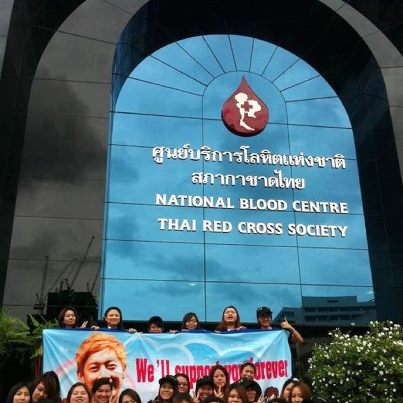 ศูนย์บริการโลหิตแห่งชาติ
สภากาชาดไทย
NATIONAL BLOOD CENTRE
THAI RED CROSS SOCIETY
We'll support you forever